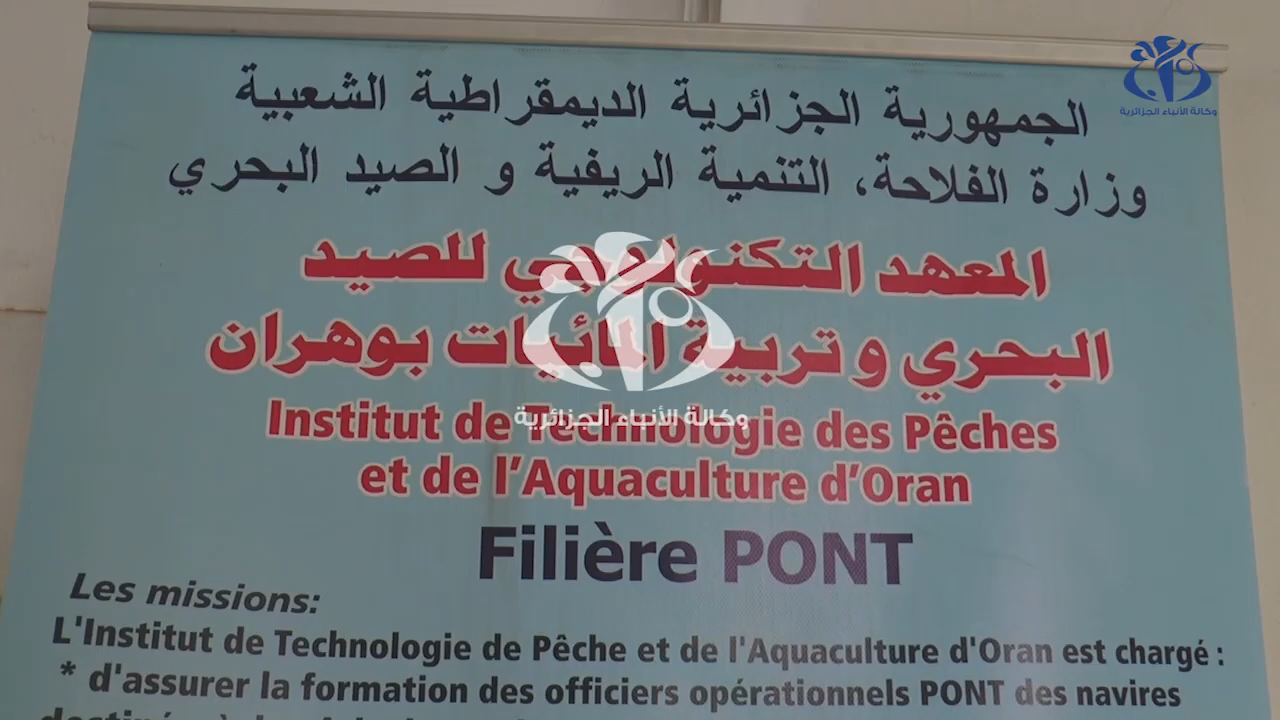 وكالة الأنباء الجزائرية
الجمهورية الجزائرية الديمقراطية الشعبية
وزارة الفلاحة، التنمية الريفية و الصيد البحري
المعهد التكنولوجي للصيد
البحري و تربية المائيات بوهران
وكالة الأنباء الجزائرية
Institut de Technologie des Pêches
et de l’Aquaculture d’Oran
Filière PONT
Les missions:
L'Institut de Technologie de Pêche et de l'Aquaculture d'Oran est chargé :
* d'assurer la formation des officiers opérationnels PONT des navires